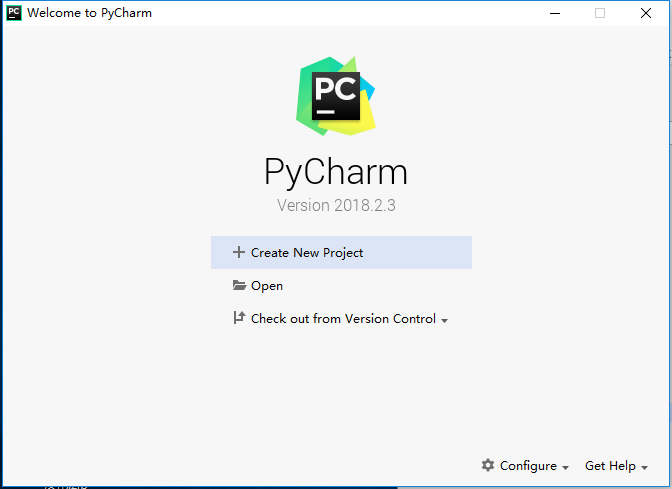 Welcome to PyCharm
PC
PyCharm
Version 2018.2.3
Create New Project
Open
Check out from Version Control
Configure
Get Help